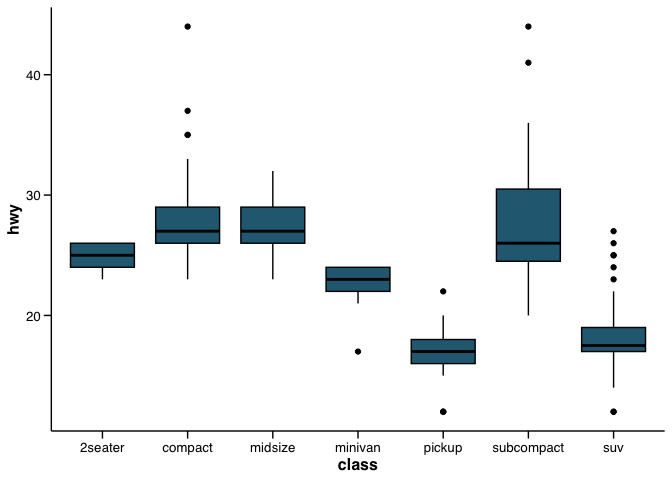 hwy
40
30
20
2seater compact midsize minivan pickup subcompact suv
class